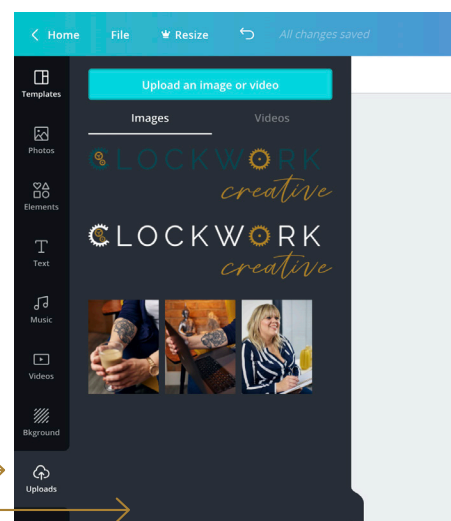 Home File Resize All changes saved
Templates
Photos
Elements
Text
Music
Videos
Bkground
Uploads
Upload an image or video
Images Videos
CLOCKWORK
creative
CLOCKWORK
creative